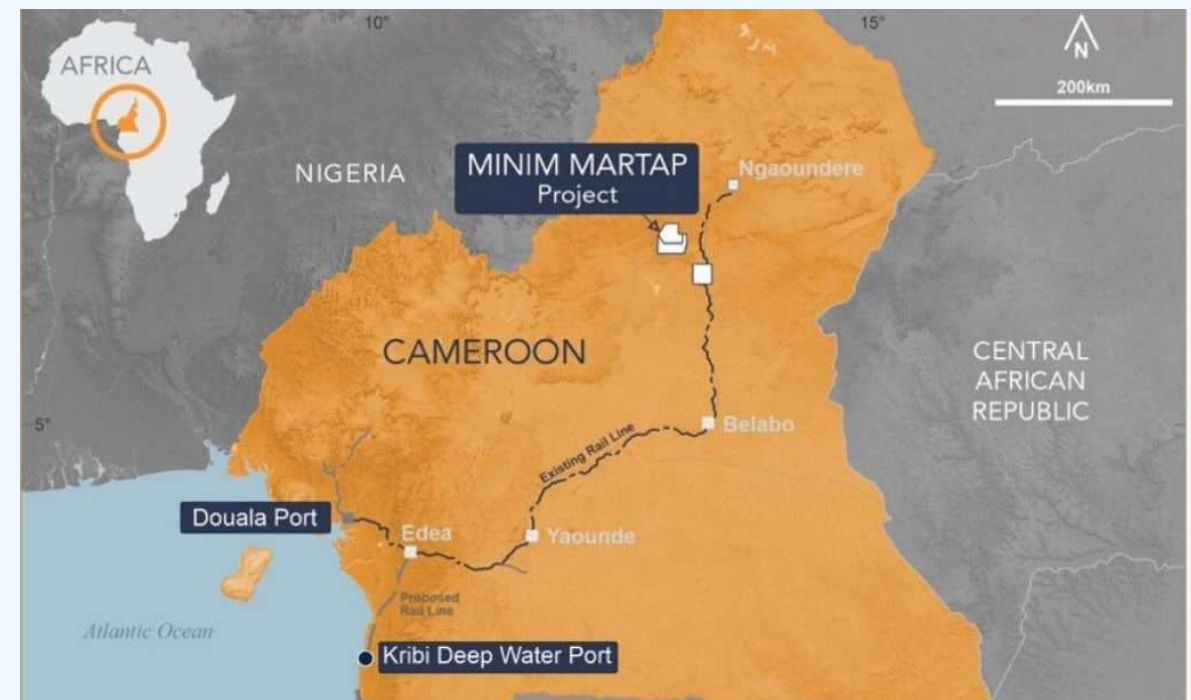 10°
15°
N
200km
AFRICA
NIGERIA
MINIM MARTAP
Project
Ngaoundere
CAMEROON
CENTRAL
AFRICAN
REPUBLIC
5°
Belabo
Existing Rail Line
Douala Port
Edea
Yaounde
Proposed
Rail Line
Atlantic Ocean
Kribi Deep Water Port